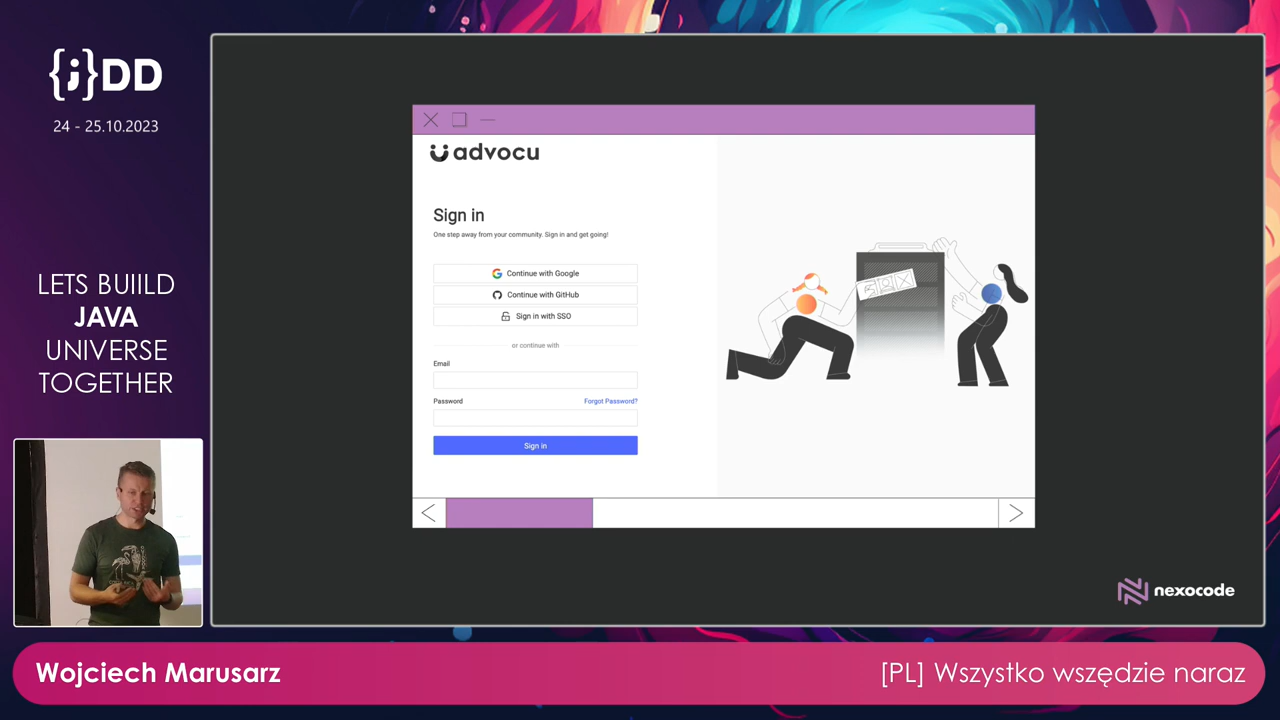 {j}DD
24 - 25.10.2023
LETS BUILD
JAVA
UNIVERSE
TOGETHER
advocu
Sign in
One step away from your community. Sign in and get going!
Continue with Google
Continue with GitHub
Sign in with SSO
or continue with
Email
Password Forgot Password?
Sign in
nexocode
Wojciech Marusarz
[PL] Wszystko wszędzie naraz